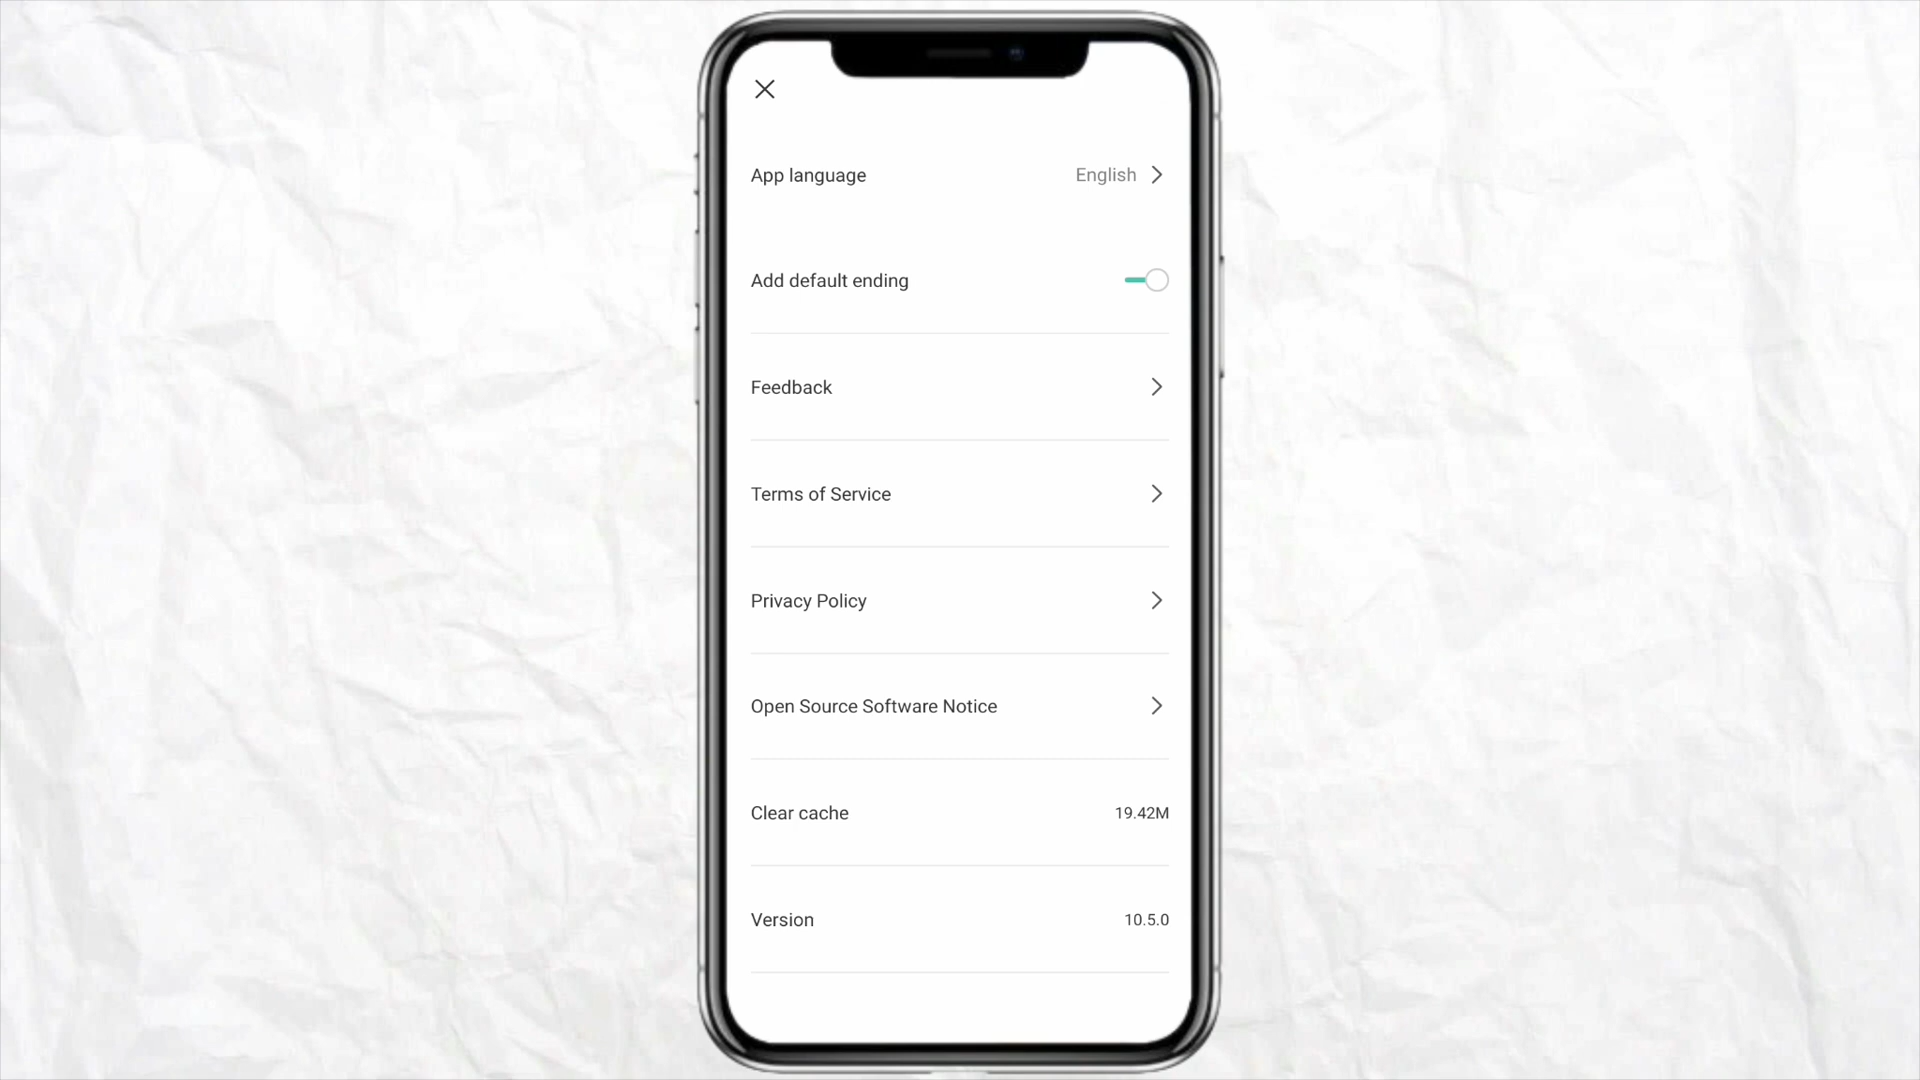 App language English
Add default ending
Feedback
Terms of Service
Privacy Policy
Open Source Software Notice
Clear cache 19.42M
Version 10.5.0